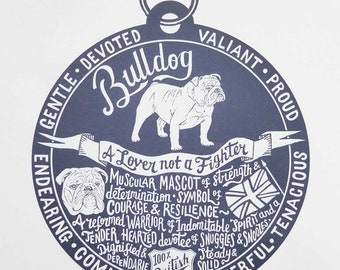 GENTLE • DEVOTED • VALIANT • PROUD
ENDEARING • TENACIOUS
Bulldog
A Lover not a Fighter
MUSCULAR MASCOT of Strength &
determination • SYMBOL of
COURAGE & RESILIENCE~
A reformed WARRIOR of Indomitable SPIRIT and a
TENDER HEARTED devotee of SNUGGLES & SNOOZES
Dignified & Steady &
DEPENDABLE SOLID
100%
British